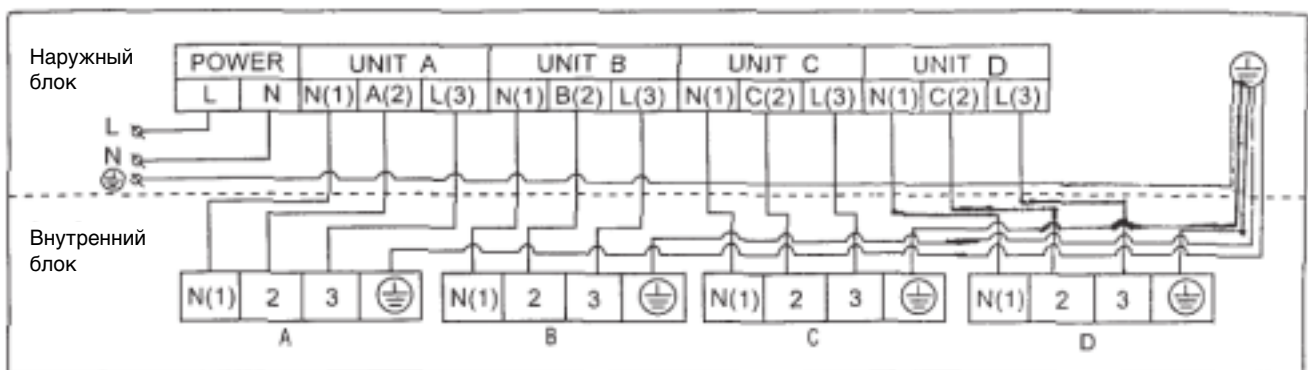 Наружный
блок
POWER UNIT A UNIT B UNIT C UNIT D
L N N(1) A(2) L(3) N(1) B(2) L(3) N(1) C(2) L(3) N(1) C(2) L(3)
L
N
Внутренний
блок
N(1) 2 3 N(1) 2 3 N(1) 2 3 N(1) 2 3
A B C D